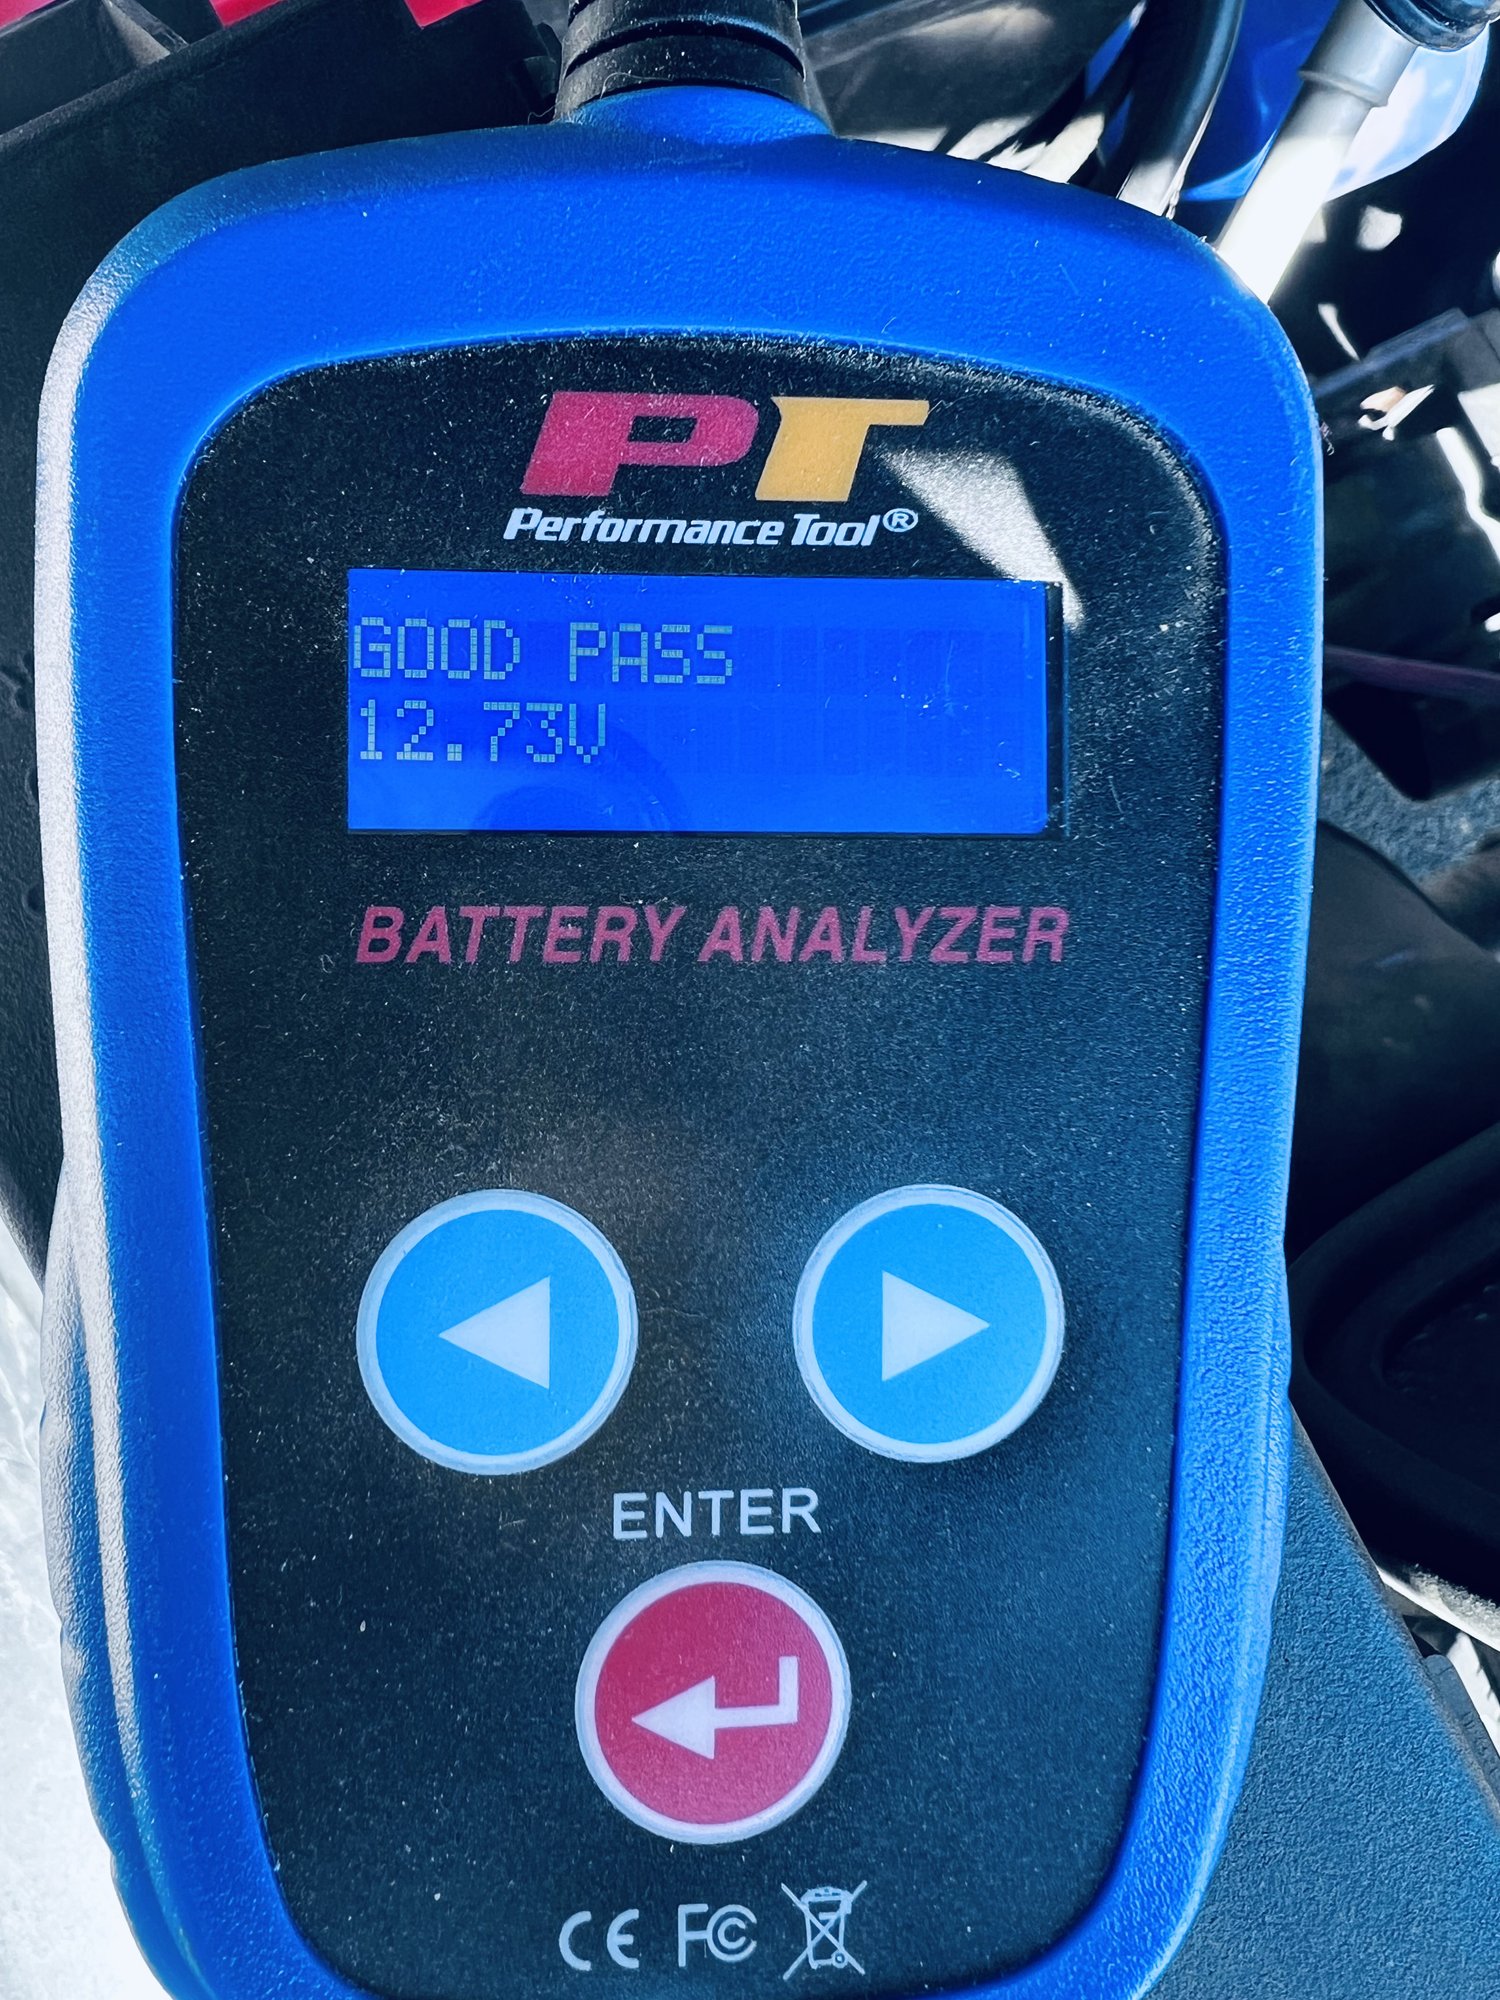 PT
Performance Tool®
GOOD PASS
12.73V
BATTERY ANALYZER
ENTER
CE FC